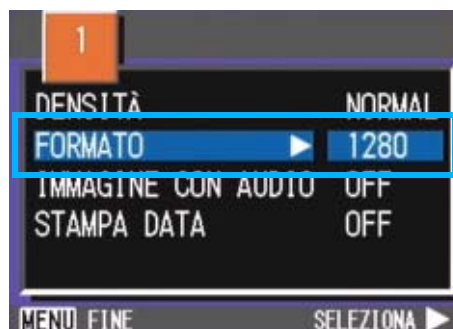 1
DENSITÀ NORMAL
FORMATO ▶ 1280
IMMAGINE CON AUDIO OFF
STAMPA DATA OFF
MENU FINE SELEZIONA ▶